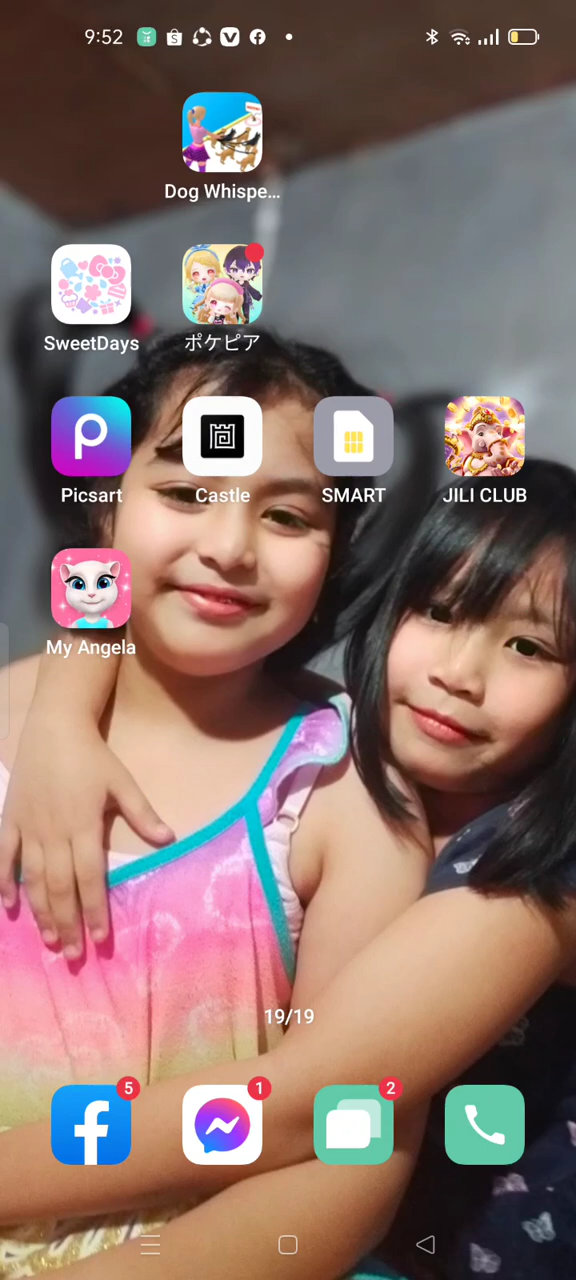 9:52
Dog Whispe...
SweetDays
ポケピア
Picsart
Castle
SMART
JILI CLUB
My Angela
19/19
5
1
2